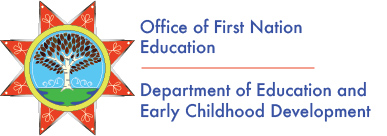 Office of First Nation
Education
Department of Education and
Early Childhood Development